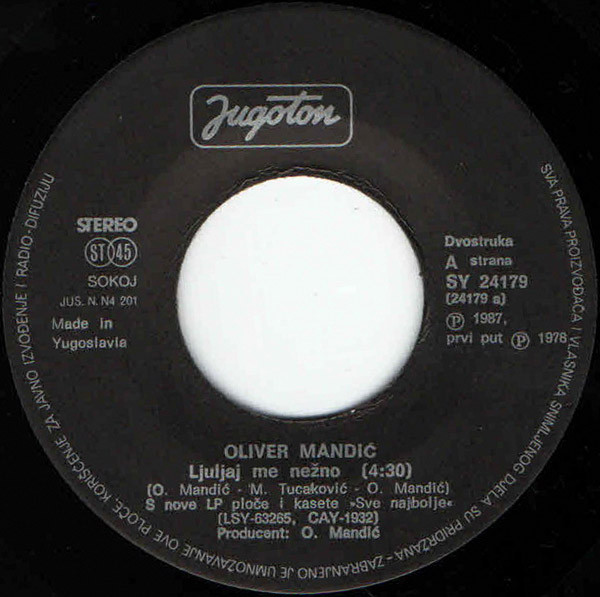 Jugoton
STEREO
ST 45
SOKOJ
JUS. N. N4 201
Made in
Yugoslavia
Dvostruka
A strana
SY 24179
(24179 a)
Ⓟ 1987,
prvi put Ⓟ 1978
OLIVER MANDIĆ
Ljuljaj me nežno (4:30)
(O. Mandić - M. Tucaković - O. Mandić)
S nove LP ploče i kasete »Sve najbolje«
(LSY-63265, CAY-1932)
Producent: O. Mandić
SVA PRAVA PROIZVOĐAČA I VLASNIKA SNIMLJENOG DJELA SU PRIDRŽANA - ZABRANJENO JE UMNOŽAVANJE OVE PLOČE, KORIŠĆENJE ZA JAVNO IZVOĐENJE I RADIO-DIFUZIJU